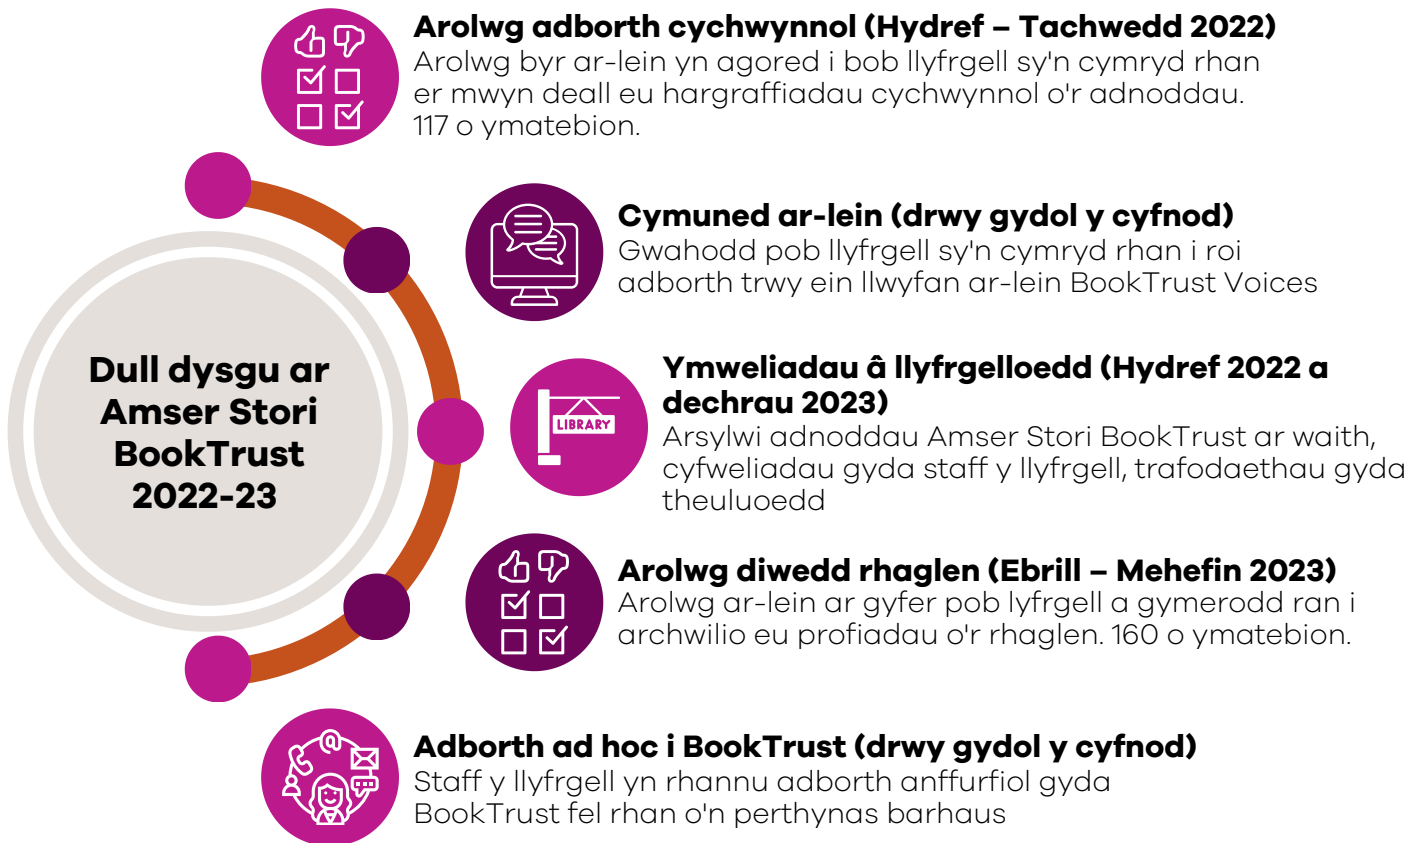 Arolwg adborth cychwynnol (Hydref – Tachwedd 2022)
Arolwg byr ar-lein yn agored i bob llyfrgell sy'n cymryd rhan
er mwyn deall eu hargraffiadau cychwynnol o'r adnoddau.
117 o ymatebion.
Cymuned ar-lein (drwy gydol y cyfnod)
Gwahodd pob llyfrgell sy'n cymryd rhan i roi
adborth trwy ein llwyfan ar-lein BookTrust Voices
Dull dysgu ar
Amser Stori
BookTrust
2022-23
LIBRARY
Ymweliadau â llyfrgelloedd (Hydref 2022 a
dechrau 2023)
Arsylwi adnoddau Amser Stori BookTrust ar waith,
cyfweliadau gyda staff y llyfrgell, trafodaethau gyda
theuluoedd
Arolwg diwedd rhaglen (Ebrill – Mehefin 2023)
Arolwg ar-lein ar gyfer pob lyfrgell a gymerodd ran i
archwilio eu profiadau o'r rhaglen. 160 o ymatebion.
@
Adborth ad hoc i BookTrust (drwy gydol y cyfnod)
Staff y llyfrgell yn rhannu adborth anffurfiol gyda
BookTrust fel rhan o'n perthynas barhaus